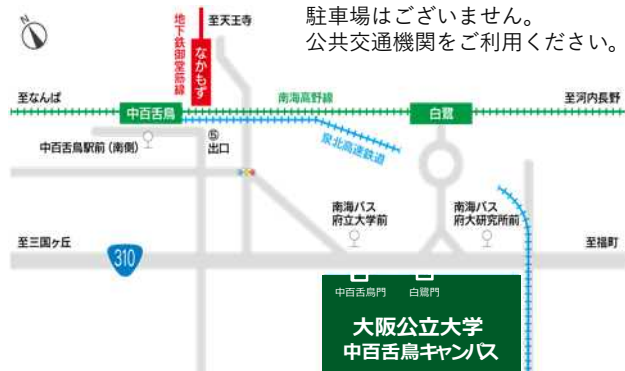 N
駐車場はございません。
公共交通機関をご利用ください。
至天王寺
地下鉄御堂筋線
なかもず
至なんば
南海高野線
至河内長野
中百舌鳥
白鷺
中百舌鳥駅前(南側)
⑤
出口
泉北高速鉄道
南海バス
府立大学前
南海バス
府大研究所前
至三国ヶ丘
310
至福町
中百舌鳥門
白鷺門
大阪公立大学
中百舌鳥キャンパス